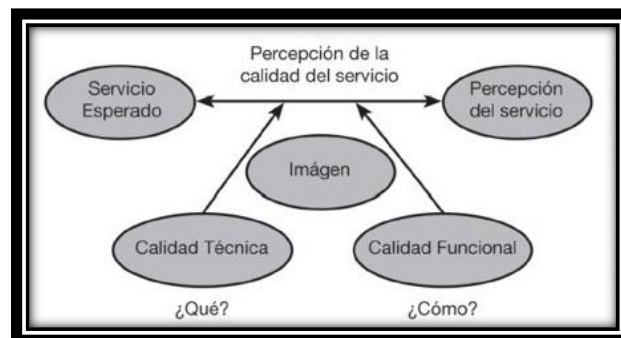 Percepción de la
calidad del servicio
Servicio
Esperado
Percepción
del servicio
Imágen
Calidad Técnica
Calidad Funcional
¿Qué?
¿Cómo?